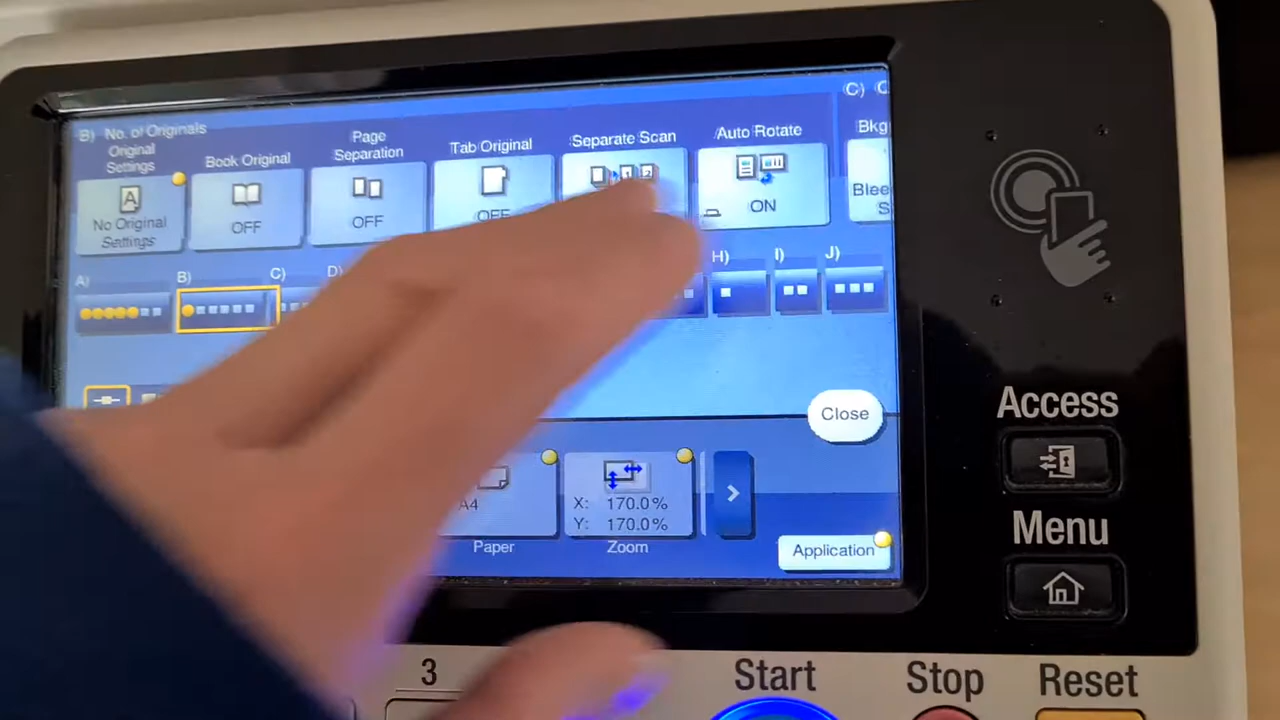 B) No. of Originals
C) C
Original
Settings
No Original
Settings
Book Original
OFF
Page
Separation
OFF
Tab Original
OFF
Separate Scan
Auto Rotate
ON
Bkg
Blee
S
A)
B)
C)
D)
H)
I)
J)
Close
A4
Paper
X: 170.0%
Y: 170.0%
Zoom
Application
Access
Menu
3
Start
Stop
Reset